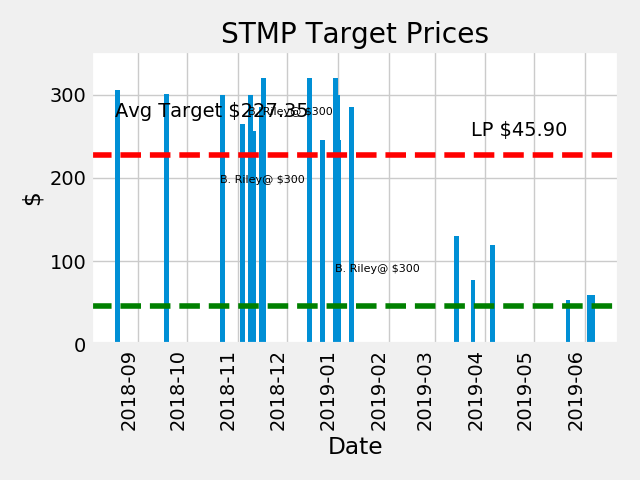 STMP Target Prices
300
Avg Target $227.35
B. Riley@ $300
LP $45.90
200
B. Riley@ $300
$
100
B. Riley@ $300
0
2018-09
2018-10
2018-11
2018-12
2019-01
2019-02
2019-03
2019-04
2019-05
2019-06
Date